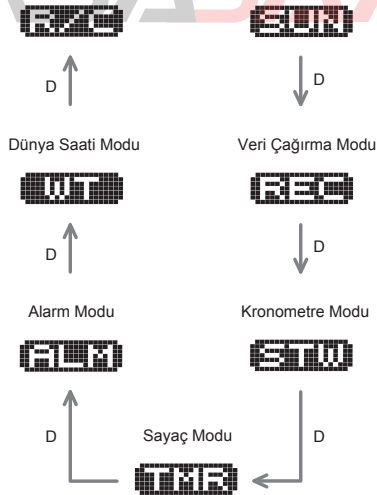 R/C SUN
D D
Dünya Saati Modu Veri Çağırma Modu
WT REC
D D
Alarm Modu Kronometre Modu
ALM STW
D Sayaç Modu D
TMR